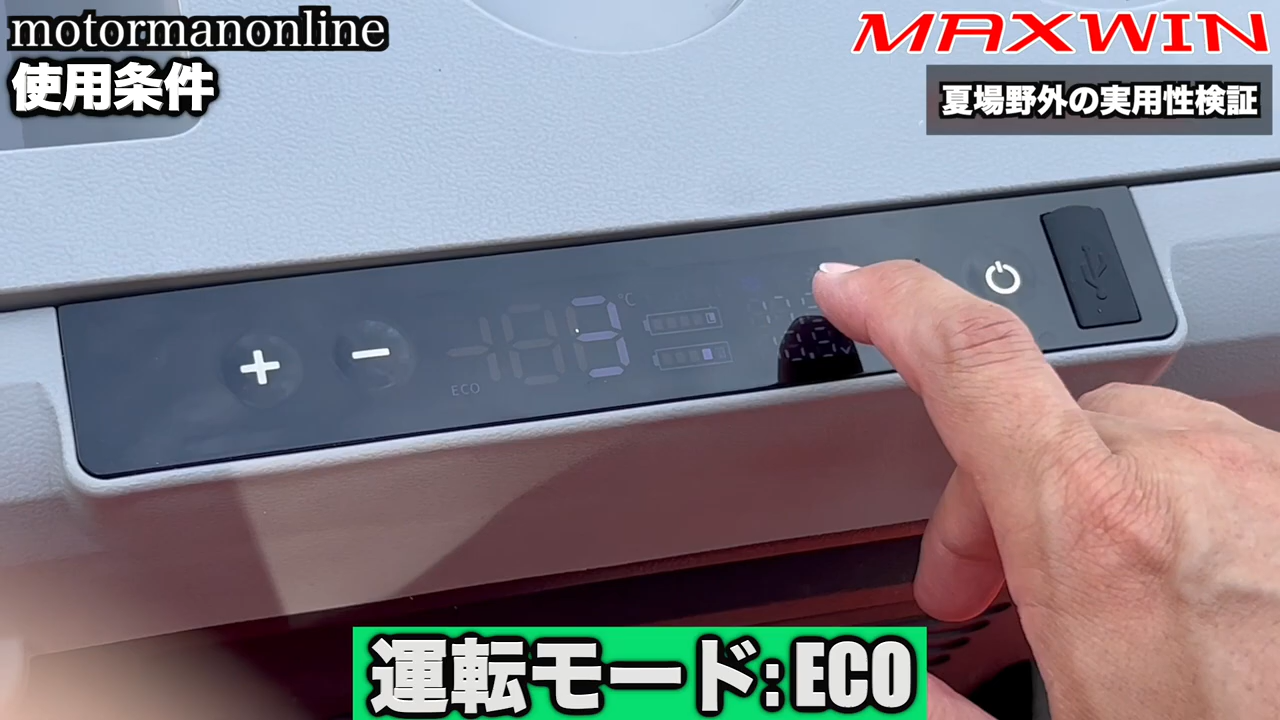 motormanonline
使用条件
MAXWIN
夏場野外の実用性検証
°C
ECO
運転モード:ECO